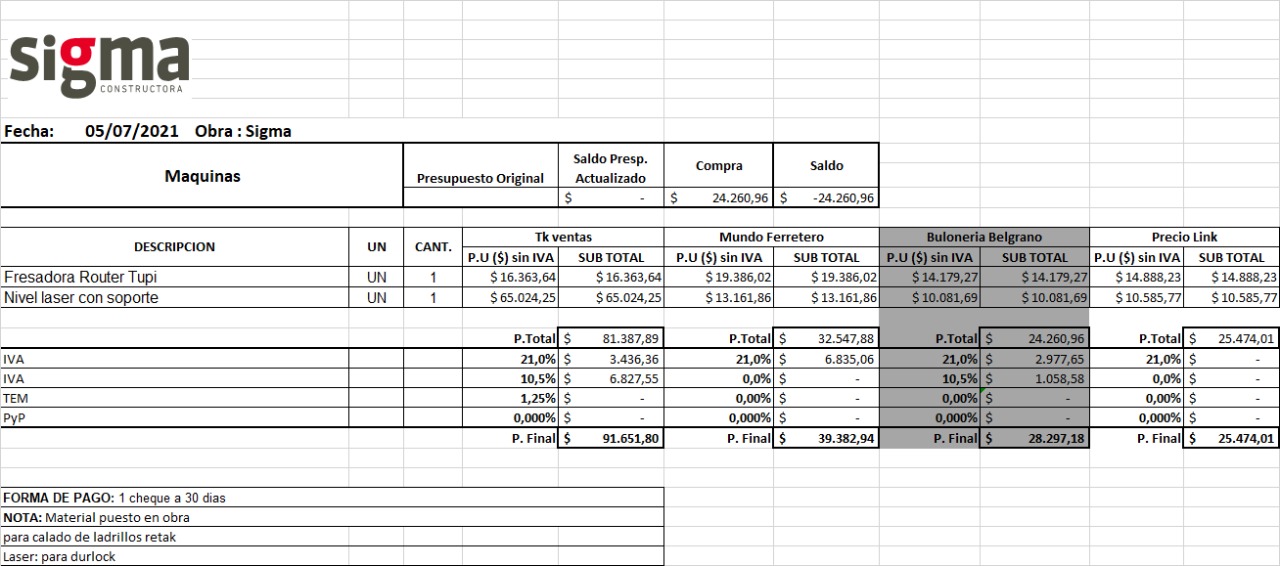 sigma
CONSTRUCTORA
Fecha: 05/07/2021 Obra : Sigma
Maquinas Presupuesto Original Saldo Presp. Actualizado Compra Saldo
$ - $ 24.260,96 $ -24.260,96
DESCRIPCION UN CANT. Tk ventas Mundo Ferretero Buloneria Belgrano Precio Link
P.U ($) sin IVA SUB TOTAL P.U ($) sin IVA SUB TOTAL P.U ($) sin IVA SUB TOTAL P.U ($) sin IVA SUB TOTAL
Fresadora Router Tupi UN 1 $ 16.363,64 $ 16.363,64 $ 19.386,02 $ 19.386,02 $ 14.179,27 $ 14.179,27 $ 14.888,23 $ 14.888,23
Nivel laser con soporte UN 1 $ 65.024,25 $ 65.024,25 $ 13.161,86 $ 13.161,86 $ 10.081,69 $ 10.081,69 $ 10.585,77 $ 10.585,77
P.Total $ 81.387,89 P.Total $ 32.547,88 P.Total $ 24.260,96 P.Total $ 25.474,01
IVA 21,0% $ 3.436,36 21,0% $ 6.835,06 21,0% $ 2.977,65 21,0% $ -
IVA 10,5% $ 6.827,55 0,0% $ - 10,5% $ 1.058,58 0,0% $ -
TEM 1,25% $ - 0,00% $ - 0,00% $ - 0,00% $ -
PyP 0,000% $ - 0,000% $ - 0,000% $ - 0,000% $ -
P. Final $ 91.651,80 P. Final $ 39.382,94 P. Final $ 28.297,18 P. Final $ 25.474,01
FORMA DE PAGO: 1 cheque a 30 dias
NOTA: Material puesto en obra
para calado de ladrillos retak
Laser: para durlock